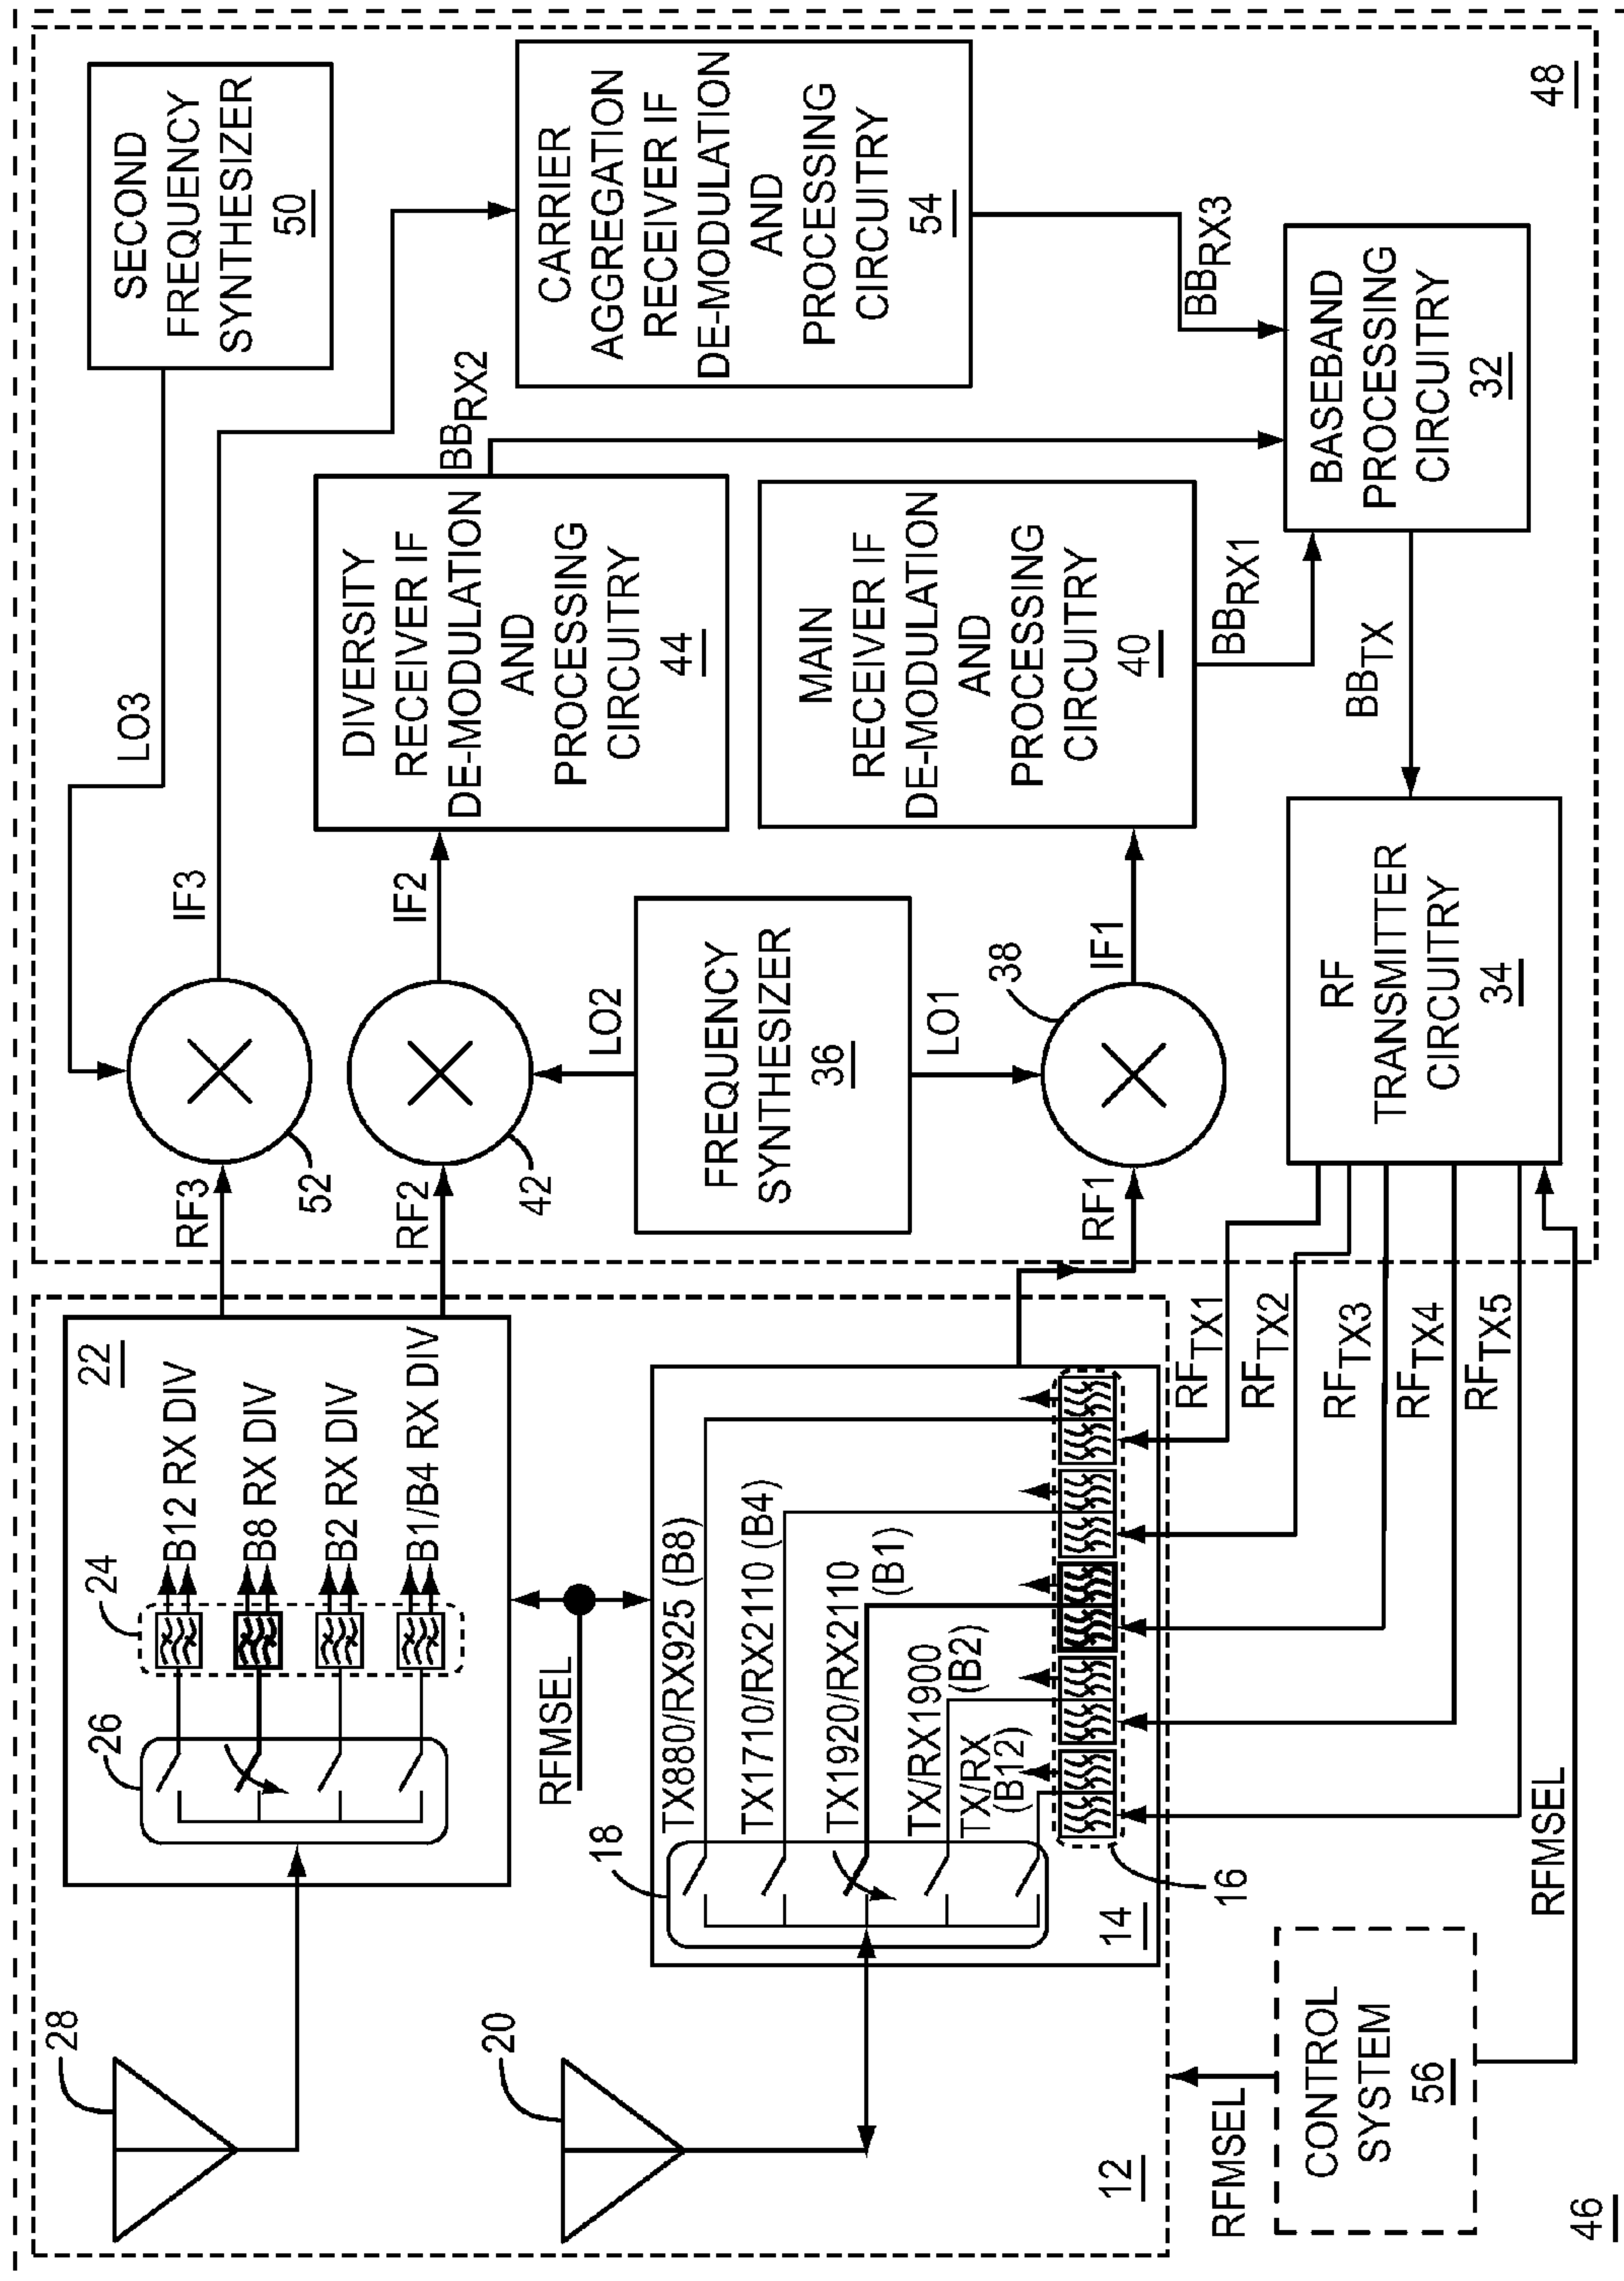 28
20
12
46
26
24
22
B12 RX DIV
B8 RX DIV
B2 RX DIV
B1/B4 RX DIV
RFMSEL
18
TX880/RX925 (B8)
TX1710/RX2110 (B4)
TX1920/RX2110
(B1)
TX/RX1900
(B2)
TX/RX
(B12)
14
16
RFMSEL
CONTROL
SYSTEM
56
RFMSEL
RFTX1
RFTX2
RFTX3
RFTX4
RFTX5
RF3
RF2
RF1
52
42
38
LO3
LO2
LO1
IF3
IF2
IF1
FREQUENCY
SYNTHESIZER
36
SECOND
FREQUENCY
SYNTHESIZER
50
DIVERSITY
RECEIVER IF
DE-MODULATION
AND
PROCESSING
CIRCUITRY
44
MAIN
RECEIVER IF
DE-MODULATION
AND
PROCESSING
CIRCUITRY
40
CARRIER
AGGREGATION
RECEIVER IF
DE-MODULATION
AND
PROCESSING
CIRCUITRY
54
BBRX2
BBRX3
BBRX1
BBTX
RF
TRANSMITTER
CIRCUITRY
34
BASEBAND
PROCESSING
CIRCUITRY
32
48